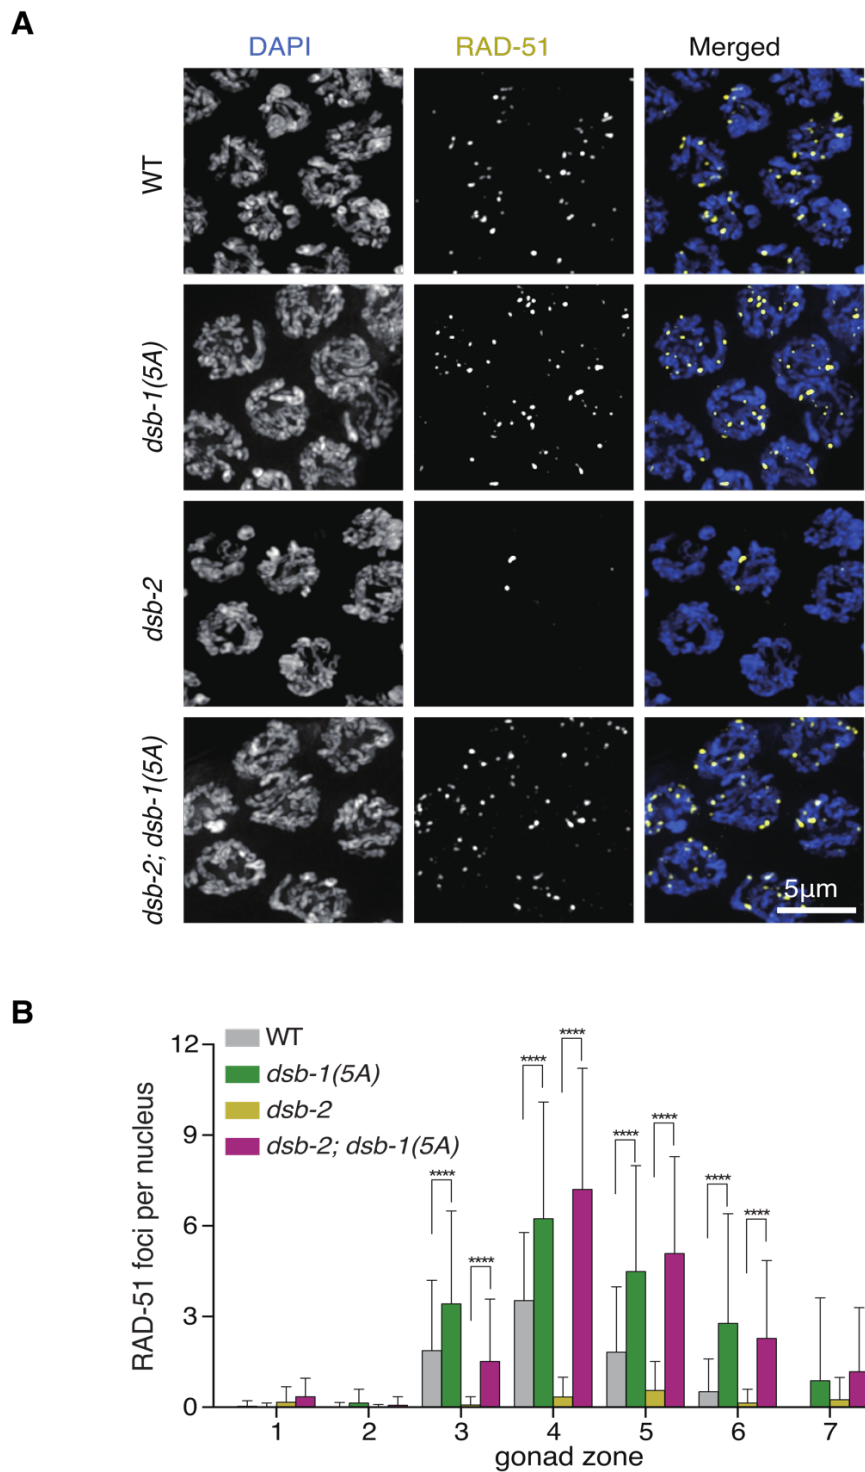 A
DAPI RAD-51 Merged
WT
dsb-1(5A)
dsb-2
dsb-2; dsb-1(5A)
5µm
B
RAD-51 foci per nucleus
12
9
6
3
0
WT
dsb-1(5A)
dsb-2
dsb-2; dsb-1(5A)
**** **** **** **** **** **** **** ****
1 2 3 4 5 6 7
gonad zone